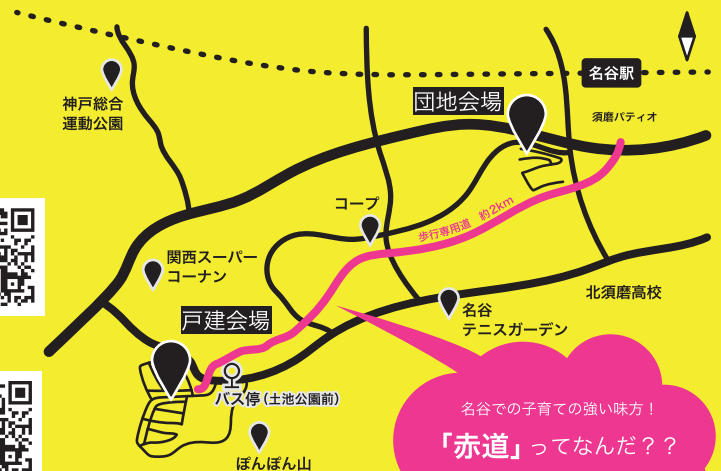 名谷駅
神戸総合
運動公園
団地会場
須磨パティオ
コープ
歩行専用道 約2km
関西スーパー
コーナン
北須磨高校
戸建会場
名谷
テニスガーデン
バス停(土池公園前)
名谷での子育ての強い味方!
「赤道」ってなんだ??
ぽんぽん山